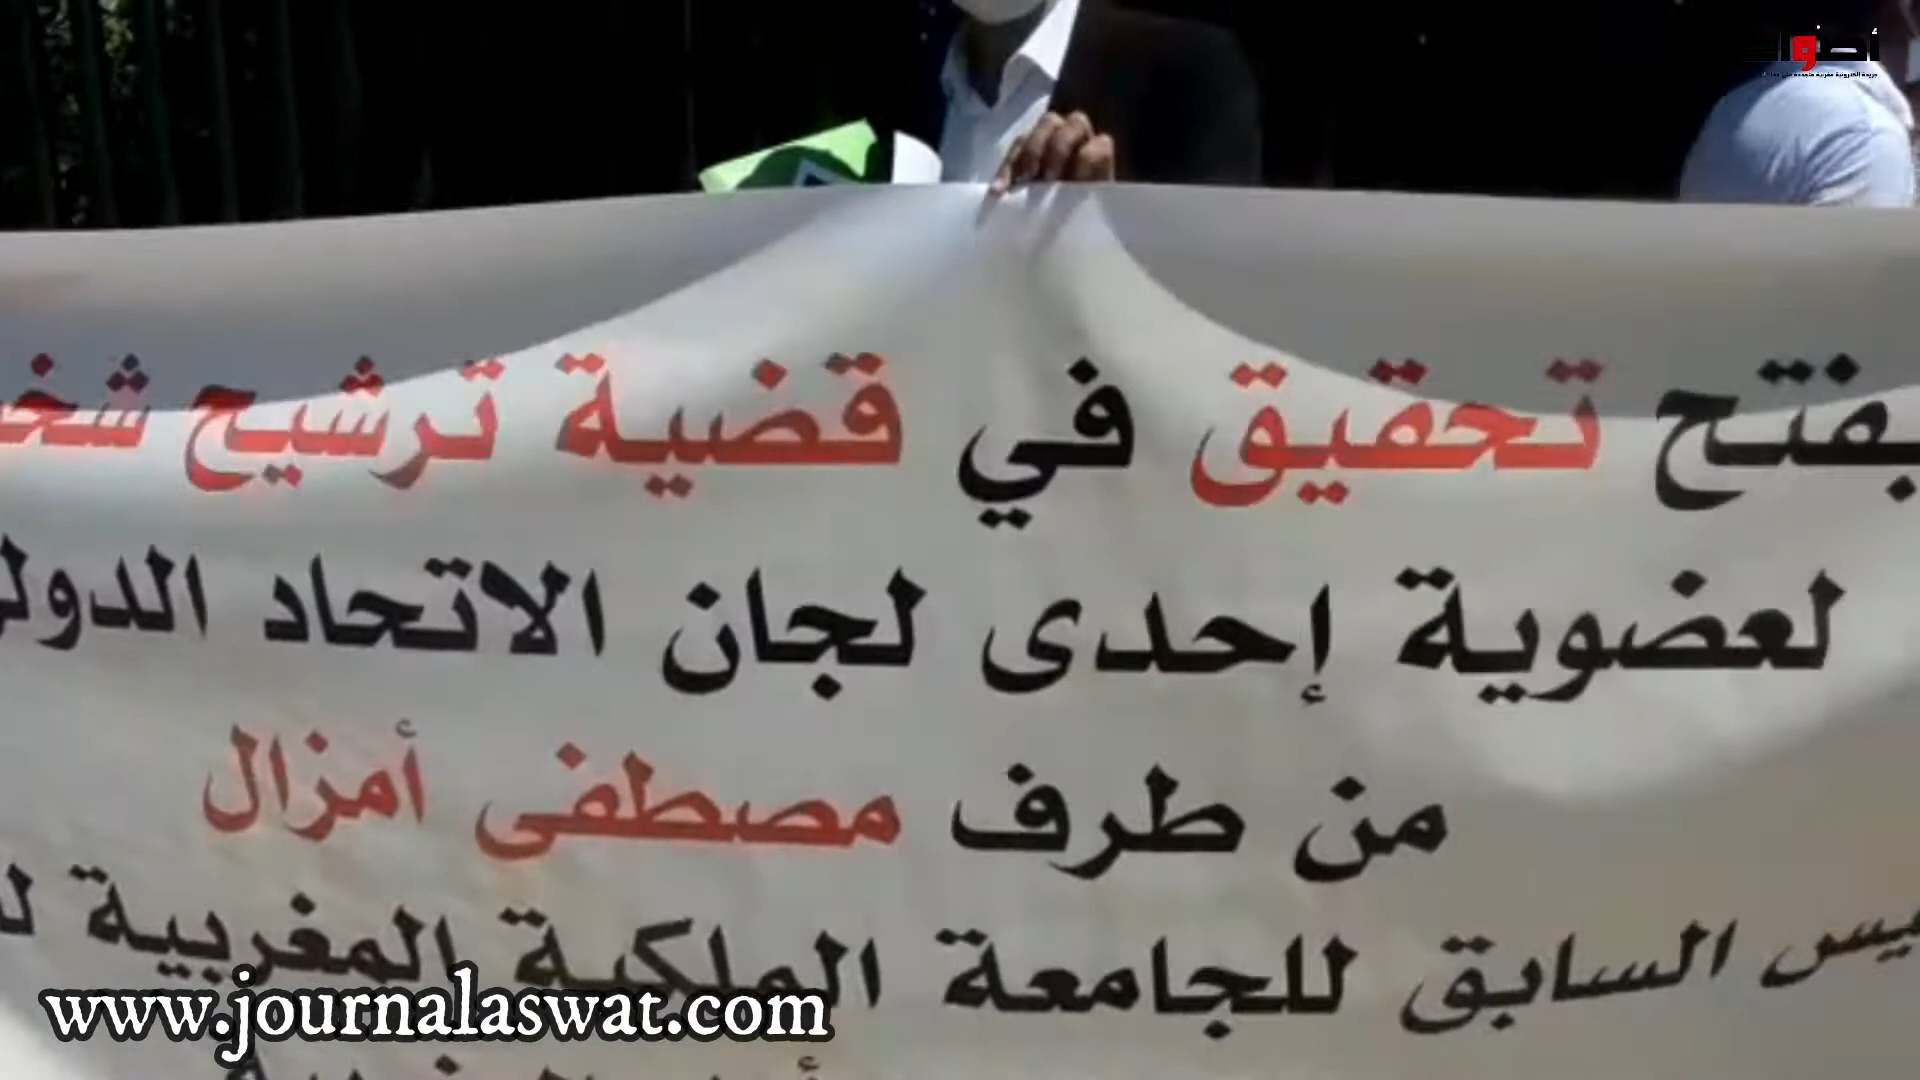 أصوات
بفتح تحقيق في قضية ترشيح
لعضوية إحدى لجان الاتحاد
من طرف مصطفى أمزال
السابق للجامعة الملكية المغربية
www.journalaswat.com